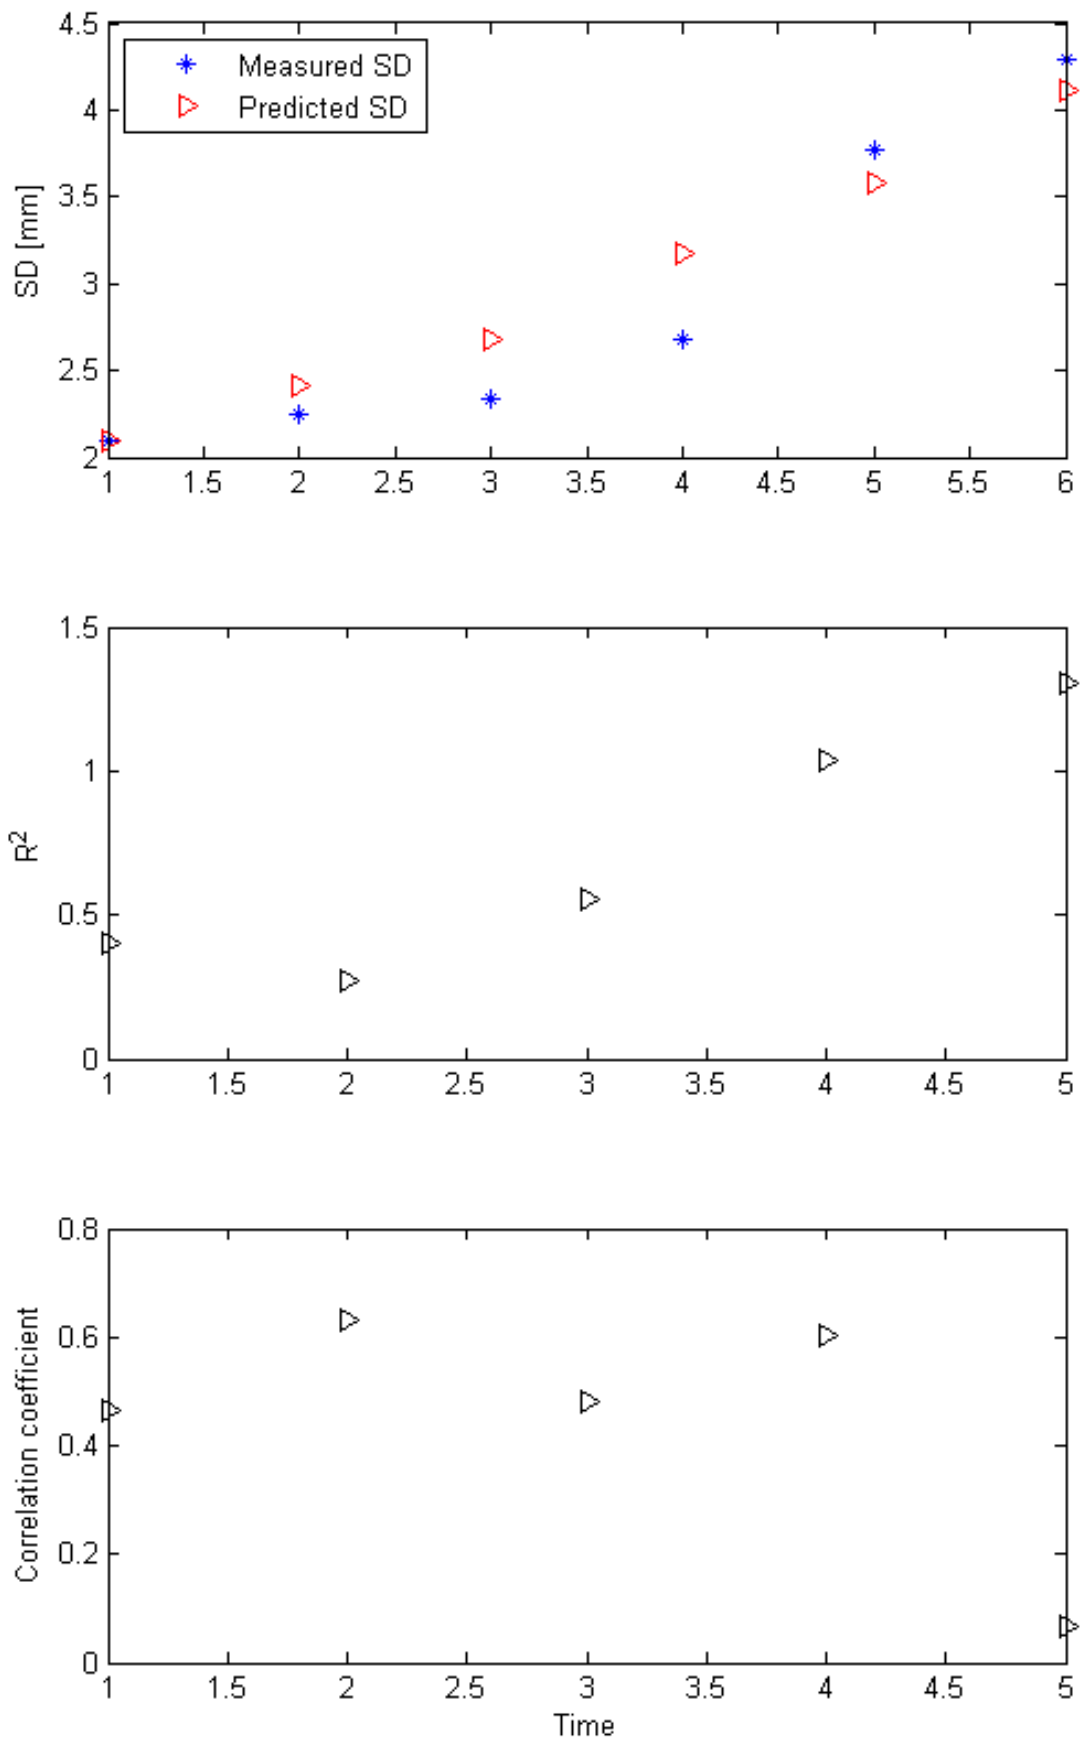 4.5
Measured SD
Predicted SD
4
3.5
3
2.5
2
SD [mm]
1 1.5 2 2.5 3 3.5 4 4.5 5 5.5 6
1.5
1
0.5
0
R²
1 1.5 2 2.5 3 3.5 4 4.5 5
0.8
0.6
0.4
0.2
0
Correlation coefficient
1 1.5 2 2.5 3 3.5 4 4.5 5
Time